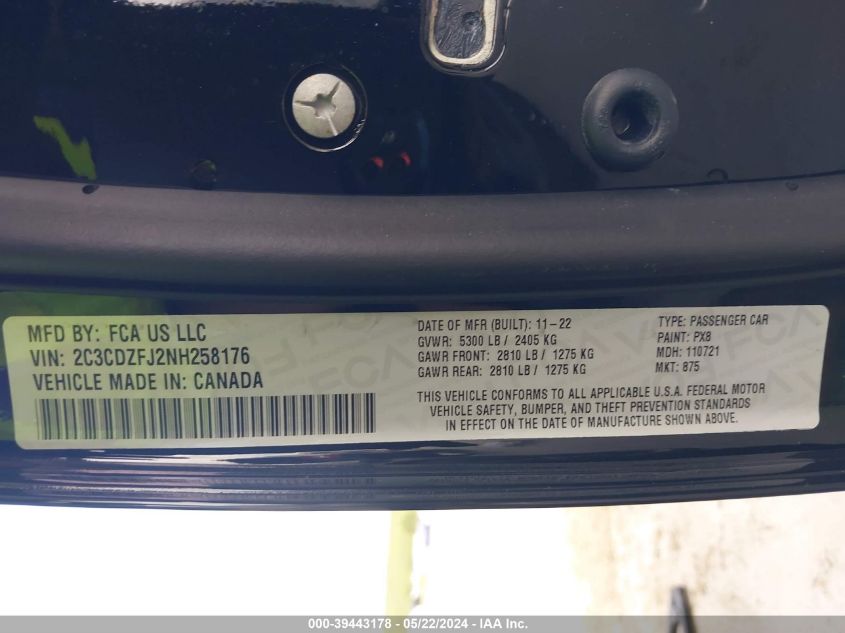 MFD BY: FCA US LLC
VIN: 2C3CDZFJ2NH258176
VEHICLE MADE IN: CANADA
DATE OF MFR (BUILT): 11-22
GVWR: 5300 LB / 2405 KG
GAWR FRONT: 2810 LB / 1275 KG
GAWR REAR: 2810 LB / 1275 KG
TYPE: PASSENGER CAR
PAINT: PX8
MDH: 110721
MKT: 875
THIS VEHICLE CONFORMS TO ALL APPLICABLE U.S.A. FEDERAL MOTOR
VEHICLE SAFETY, BUMPER, AND THEFT PREVENTION STANDARDS
IN EFFECT ON THE DATE OF MANUFACTURE SHOWN ABOVE.
000-39443178 - 05/22/2024 - IAA Inc.